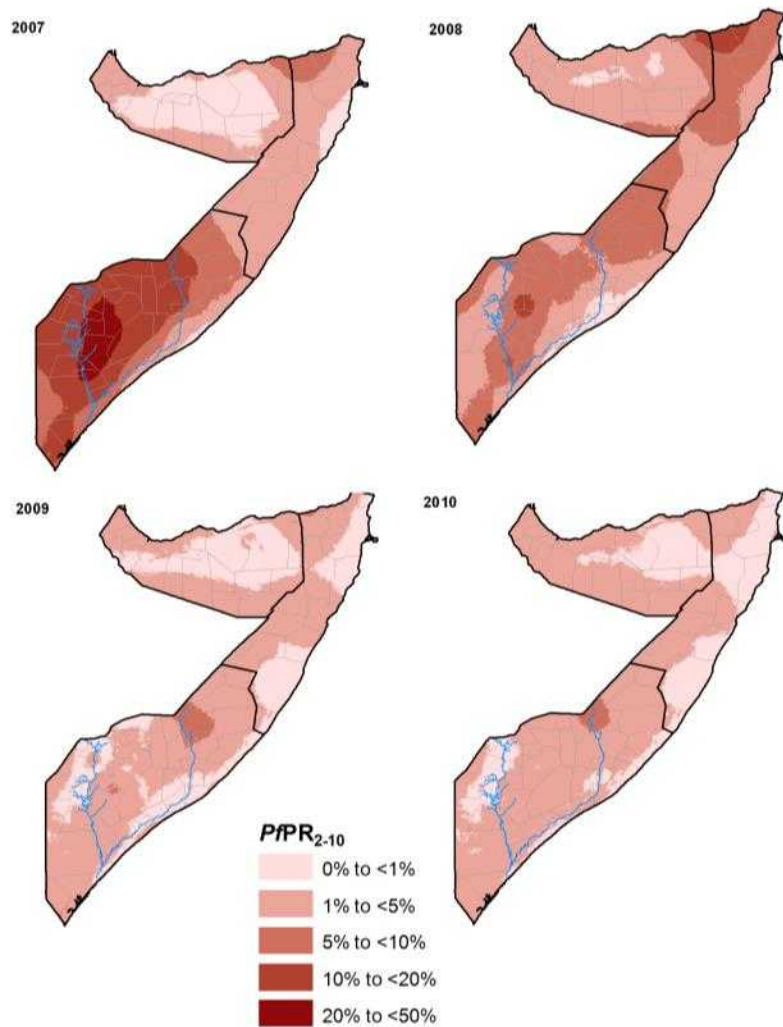 2007
2008
2009
2010
PfPR2-10
0% to <1%
1% to <5%
5% to <10%
10% to <20%
20% to <50%